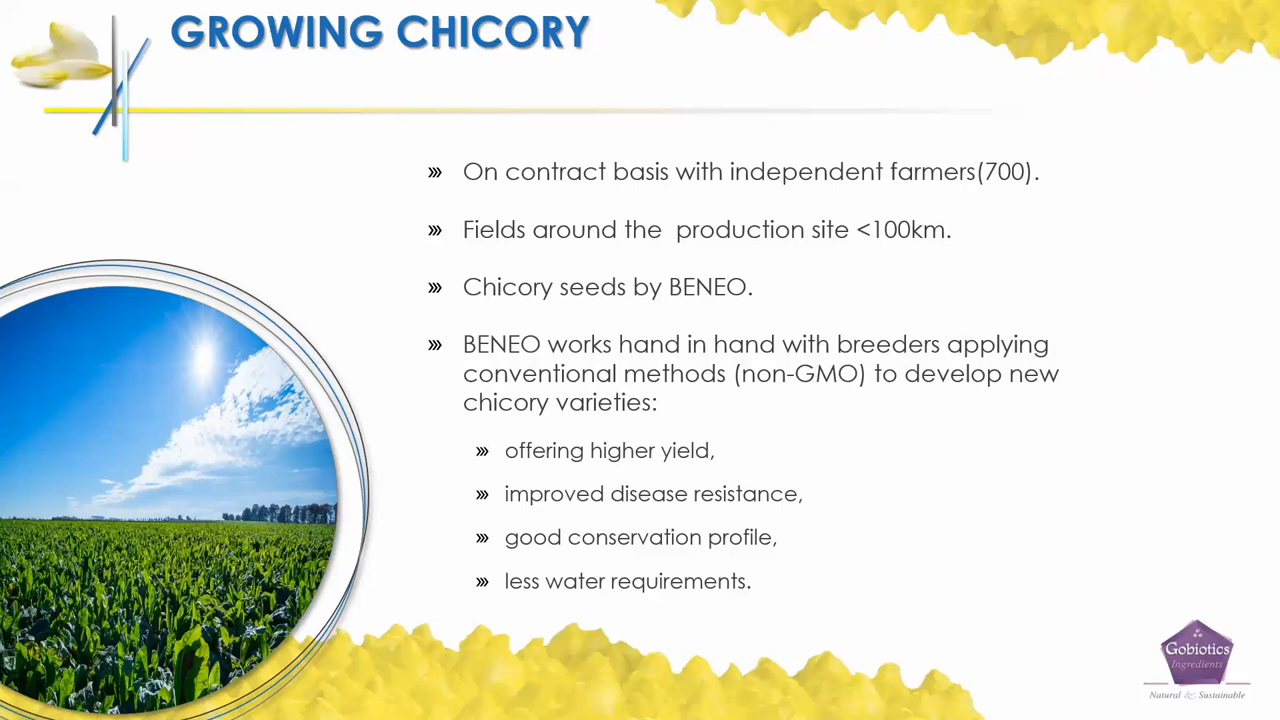 GROWING CHICORY
››› On contract basis with independent farmers(700).
››› Fields around the  production site <100km.
››› Chicory seeds by BENEO.
››› BENEO works hand in hand with breeders applying
conventional methods (non-GMO) to develop new
chicory varieties:
››› offering higher yield,
››› improved disease resistance,
››› good conservation profile,
››› less water requirements.
Gobiotics
Ingredients
Natural & Sustainable